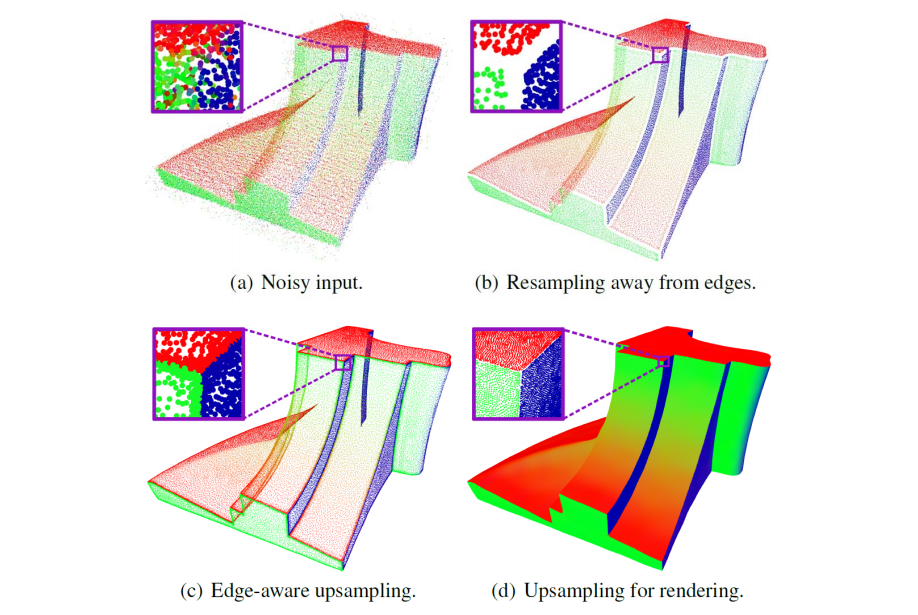 (a) Noisy input.
(b) Resampling away from edges.
(c) Edge-aware upsampling.
(d) Upsampling for rendering.